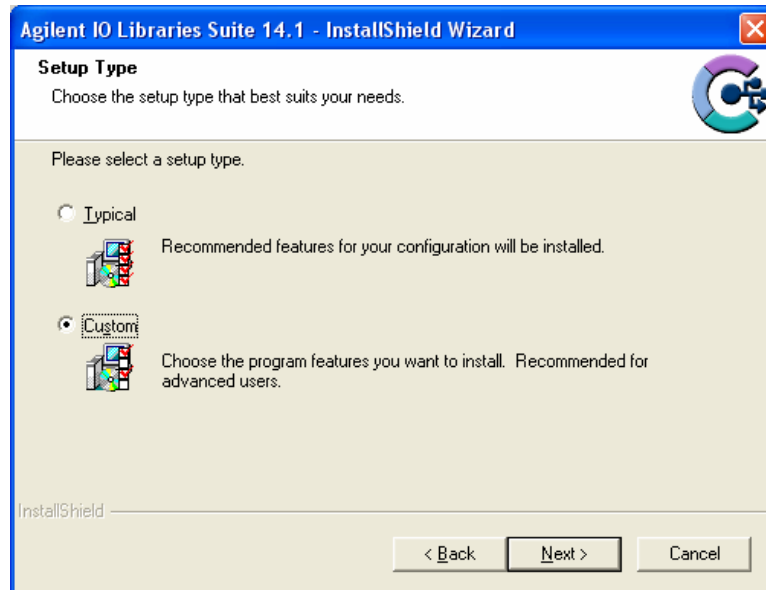 Agilent IO Libraries Suite 14.1 - InstallShield Wizard
Setup Type
Choose the setup type that best suits your needs.
Please select a setup type.
Typical
Recommended features for your configuration will be installed.
Custom
Choose the program features you want to install. Recommended for
advanced users.
InstallShield
< Back
Next >
Cancel